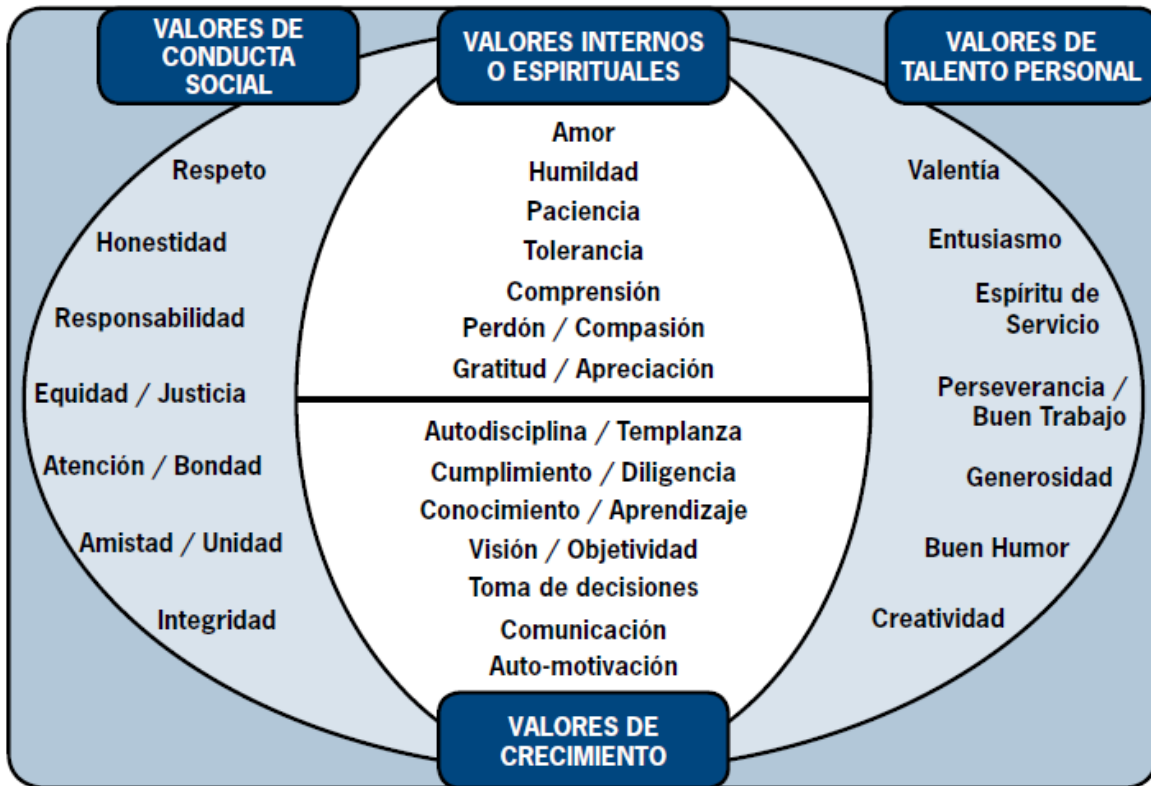 VALORES DE
CONDUCTA
SOCIAL
Respeto
Honestidad
Responsabilidad
Equidad / Justicia
Atención / Bondad
Amistad / Unidad
Integridad
VALORES INTERNOS
O ESPIRITUALES
Amor
Humildad
Paciencia
Tolerancia
Comprensión
Perdón / Compasión
Gratitud / Apreciación
Autodisciplina / Templanza
Cumplimiento / Diligencia
Conocimiento / Aprendizaje
Visión / Objetividad
Toma de decisiones
Comunicación
Auto-motivación
VALORES DE
CRECIMIENTO
VALORES DE
TALENTO PERSONAL
Valentía
Entusiasmo
Espíritu de
Servicio
Perseverancia /
Buen Trabajo
Generosidad
Buen Humor
Creatividad